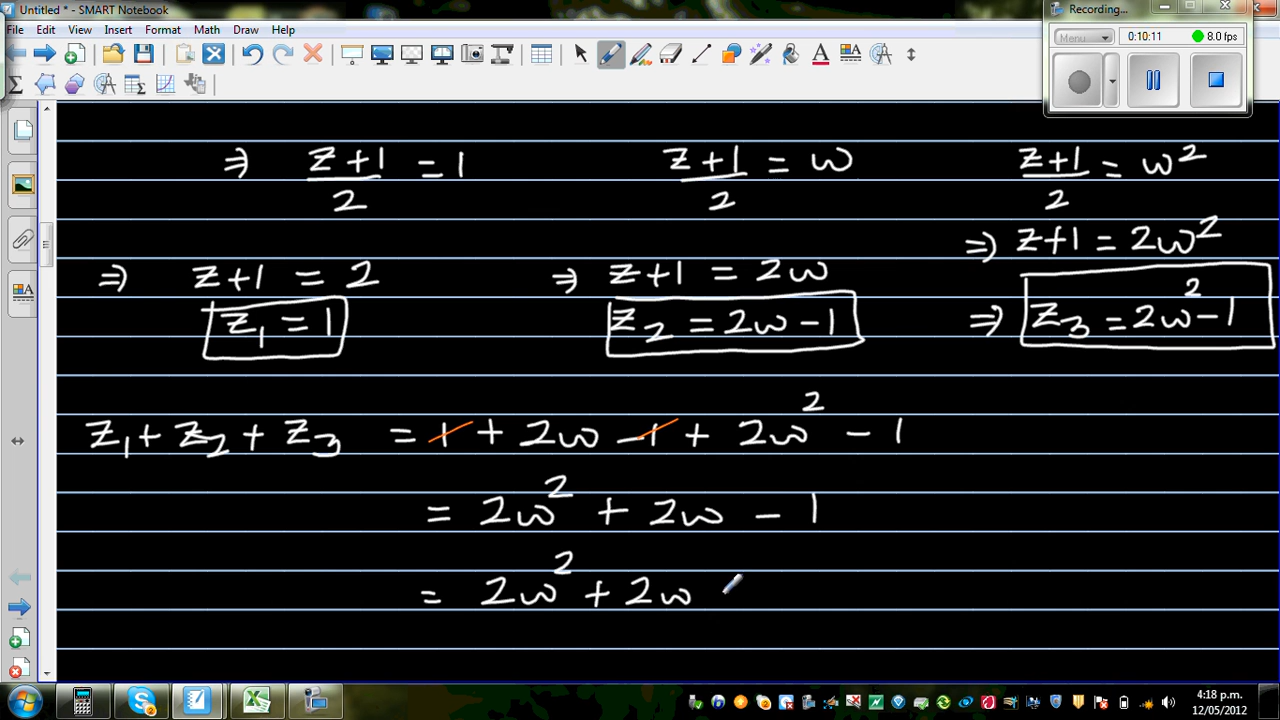 Untitled * - SMART Notebook
Recording...
File Edit View Insert Format Math Draw Help
Menu 0:10:11 8.0 fps
⇒ (z+1)/2 = 1    (z+1)/2 = ω    (z+1)/2 = ω²
⇒ z+1 = 2ω²
⇒ z+1 = 2    ⇒ z+1 = 2ω
z₁ = 1    z₂ = 2ω - 1    ⇒ z₃ = 2ω² - 1
z₁ + z₂ + z₃ = 1 + 2ω - 1 + 2ω² - 1
= 2ω² + 2ω - 1
= 2ω² + 2ω
4:18 p.m.
12/05/2012